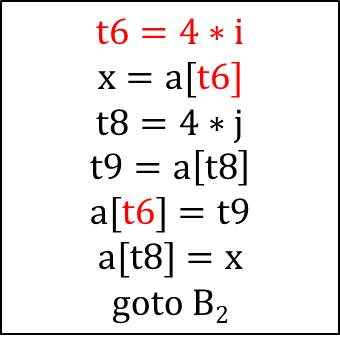 t6 = 4 * i
x = a[t6]
t8 = 4 * j
t9 = a[t8]
a[t6] = t9
a[t8] = x
goto B₂